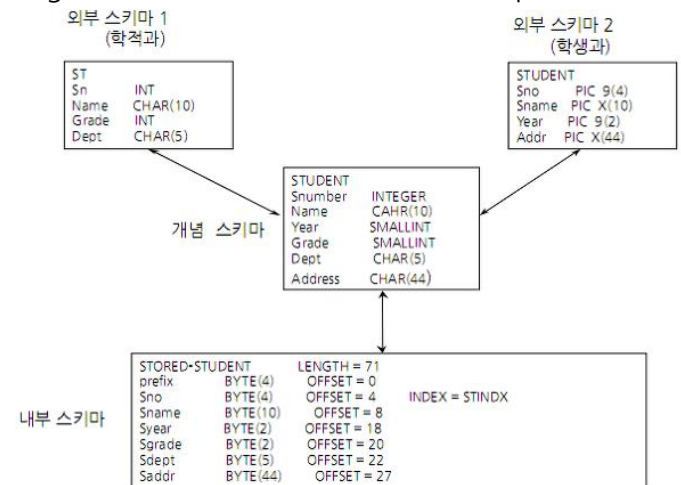 외부 스키마 1
(학적과)
외부 스키마 2
(학생과)
ST
Sn INT
Name CHAR(10)
Grade INT
Dept CHAR(5)
STUDENT
Sno PIC 9(4)
Sname PIC X(10)
Year PIC 9(2)
Addr PIC X(44)
개념 스키마
STUDENT
Snumber INTEGER
Name CAHR(10)
Year SMALLINT
Grade SMALLINT
Dept CHAR(5)
Address CHAR(44)
내부 스키마
STORED-STUDENT LENGTH = 71
prefix BYTE(4) OFFSET = 0
Sno BYTE(4) OFFSET = 4 INDEX = STINDX
Sname BYTE(10) OFFSET = 8
Syear BYTE(2) OFFSET = 18
Sgrade BYTE(2) OFFSET = 20
Sdept BYTE(5) OFFSET = 22
Saddr BYTE(44) OFFSET = 27